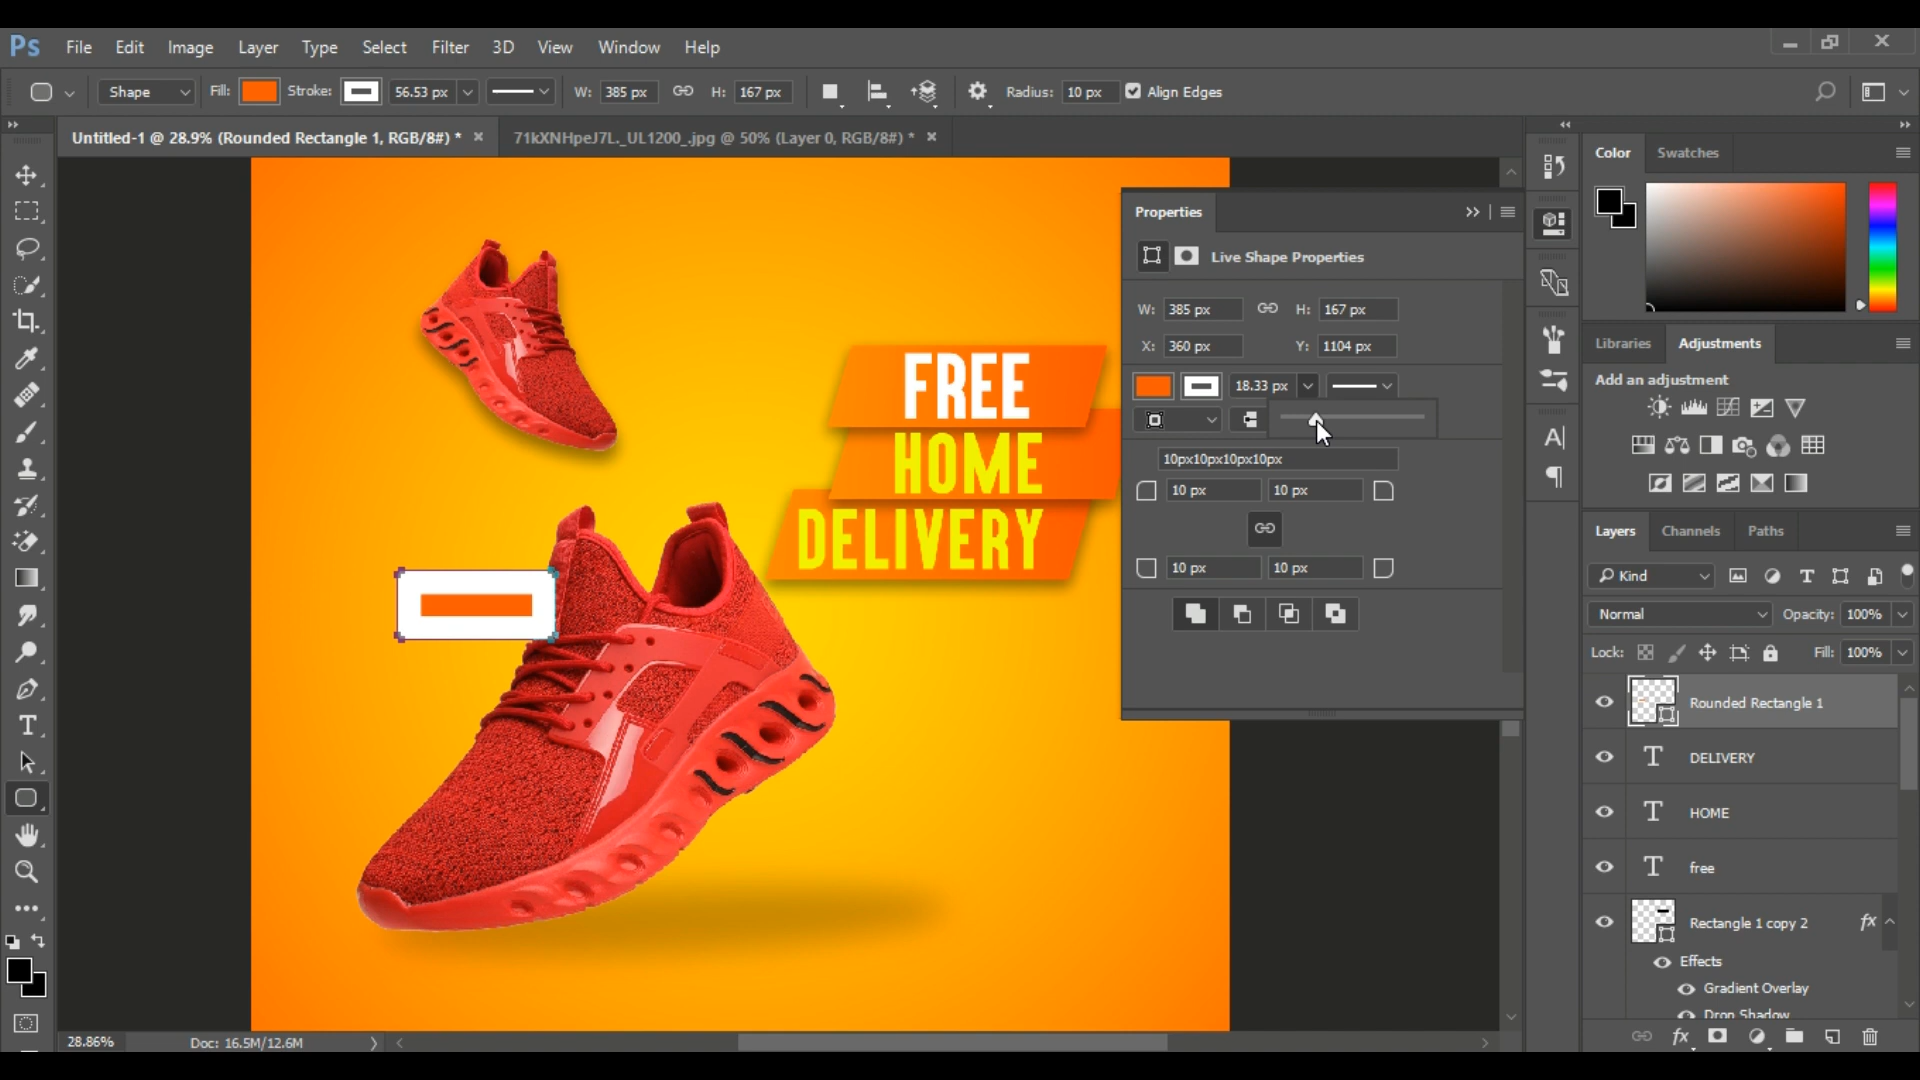 Ps File Edit Image Layer Type Select Filter 3D View Window Help
Shape Fill: Stroke: 56.53 px W: 385 px H: 167 px Radius: 10 px Align Edges
Untitled-1 @ 28.9% (Rounded Rectangle 1, RGB/8#) * × 71kXNHpeJ7L._UL1200_.jpg @ 50% (Layer 0, RGB/8#) * ×
Color Swatches
Properties
Live Shape Properties
W: 385 px H: 167 px
X: 360 px Y: 1104 px
18.33 px
10px10px10px10px
10 px 10 px
10 px 10 px
FREE
HOME
DELIVERY
Libraries Adjustments
Add an adjustment
Layers Channels Paths
Kind
Normal Opacity: 100%
Lock: Fill: 100%
Rounded Rectangle 1
T DELIVERY
T HOME
T free
Rectangle 1 copy 2 fx
Effects
Gradient Overlay
Drop Shadow
28.86% Doc: 16.5M/12.6M
fx